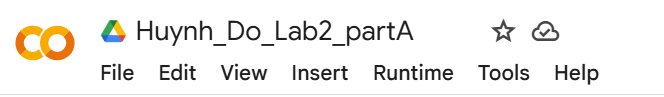 Huynh_Do_Lab2_partA
File Edit View Insert Runtime Tools Help